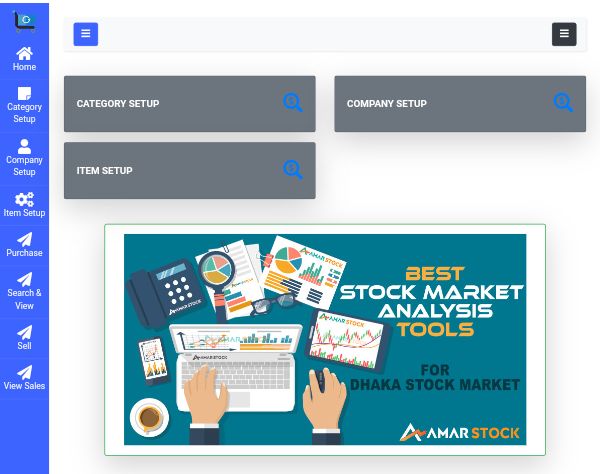 Home
Category
Setup
Company
Setup
Item Setup
Purchase
Search &
View
Sell
View Sales
CATEGORY SETUP
COMPANY SETUP
ITEM SETUP
AMAR STOCK
AMAR STOCK
AMAR STOCK
AMAR STOCK
AMAR STOCK
BEST
STOCK MARKET
ANALYSIS
TOOLS
FOR
DHAKA STOCK MARKET
AMAR STOCK